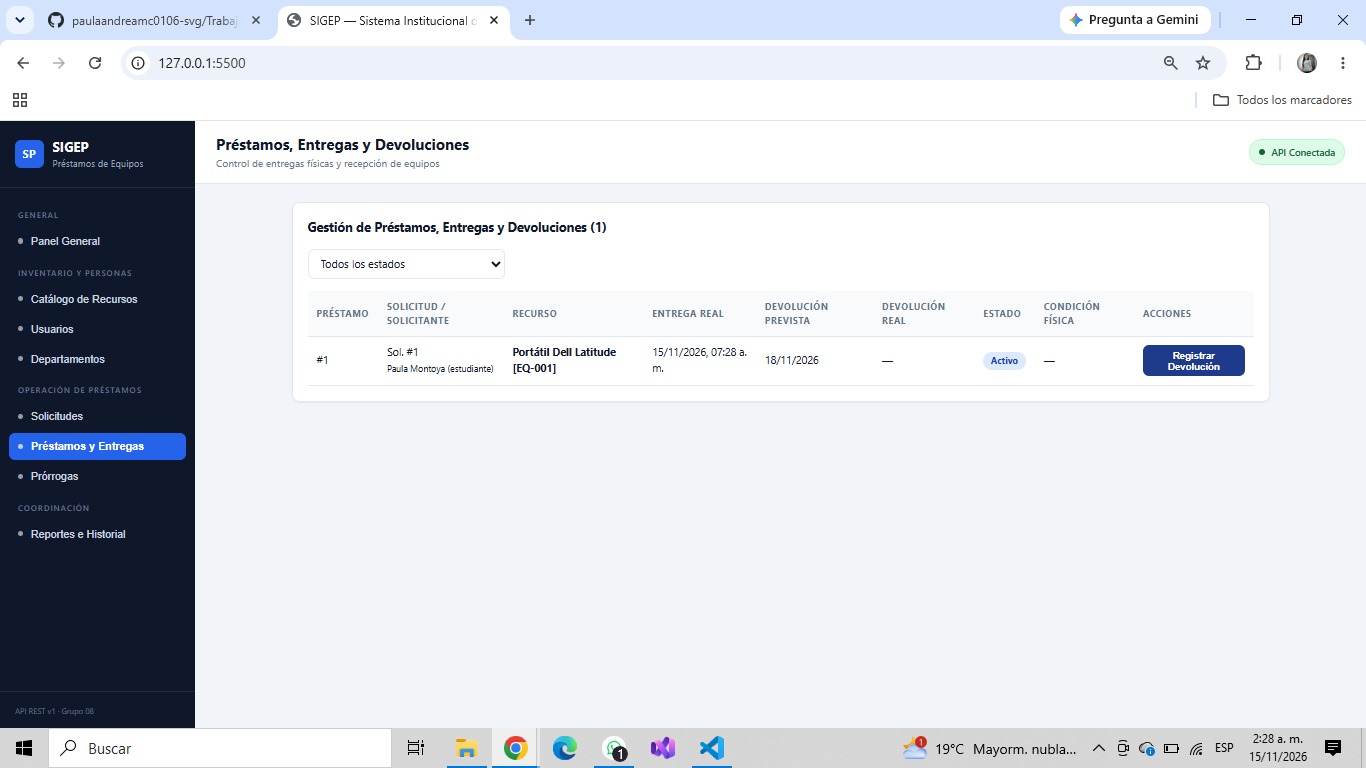 paulaandreamc0106-svg/Traba
SIGEP — Sistema Institucional d
Pregunta a Gemini
127.0.0.1:5500
Todos los marcadores
SP
SIGEP
Préstamos de Equipos
GENERAL
Panel General
INVENTARIO Y PERSONAS
Catálogo de Recursos
Usuarios
Departamentos
OPERACIÓN DE PRÉSTAMOS
Solicitudes
Préstamos y Entregas
Prórrogas
COORDINACIÓN
Reportes e Historial
API REST v1 · Grupo 08
Préstamos, Entregas y Devoluciones
Control de entregas físicas y recepción de equipos
API Conectada
Gestión de Préstamos, Entregas y Devoluciones (1)
Todos los estados
PRÉSTAMO
SOLICITUD /
SOLICITANTE
RECURSO
ENTREGA REAL
DEVOLUCIÓN
PREVISTA
DEVOLUCIÓN
REAL
ESTADO
CONDICIÓN
FÍSICA
ACCIONES
#1
Sol. #1
Paula Montoya (estudiante)
Portátil Dell Latitude
[EQ-001]
15/11/2026, 07:28 a.
m.
18/11/2026
—
Activo
—
Registrar
Devolución
Buscar
1
1
19°C Mayorm. nubla...
ESP
2:28 a. m.
15/11/2026